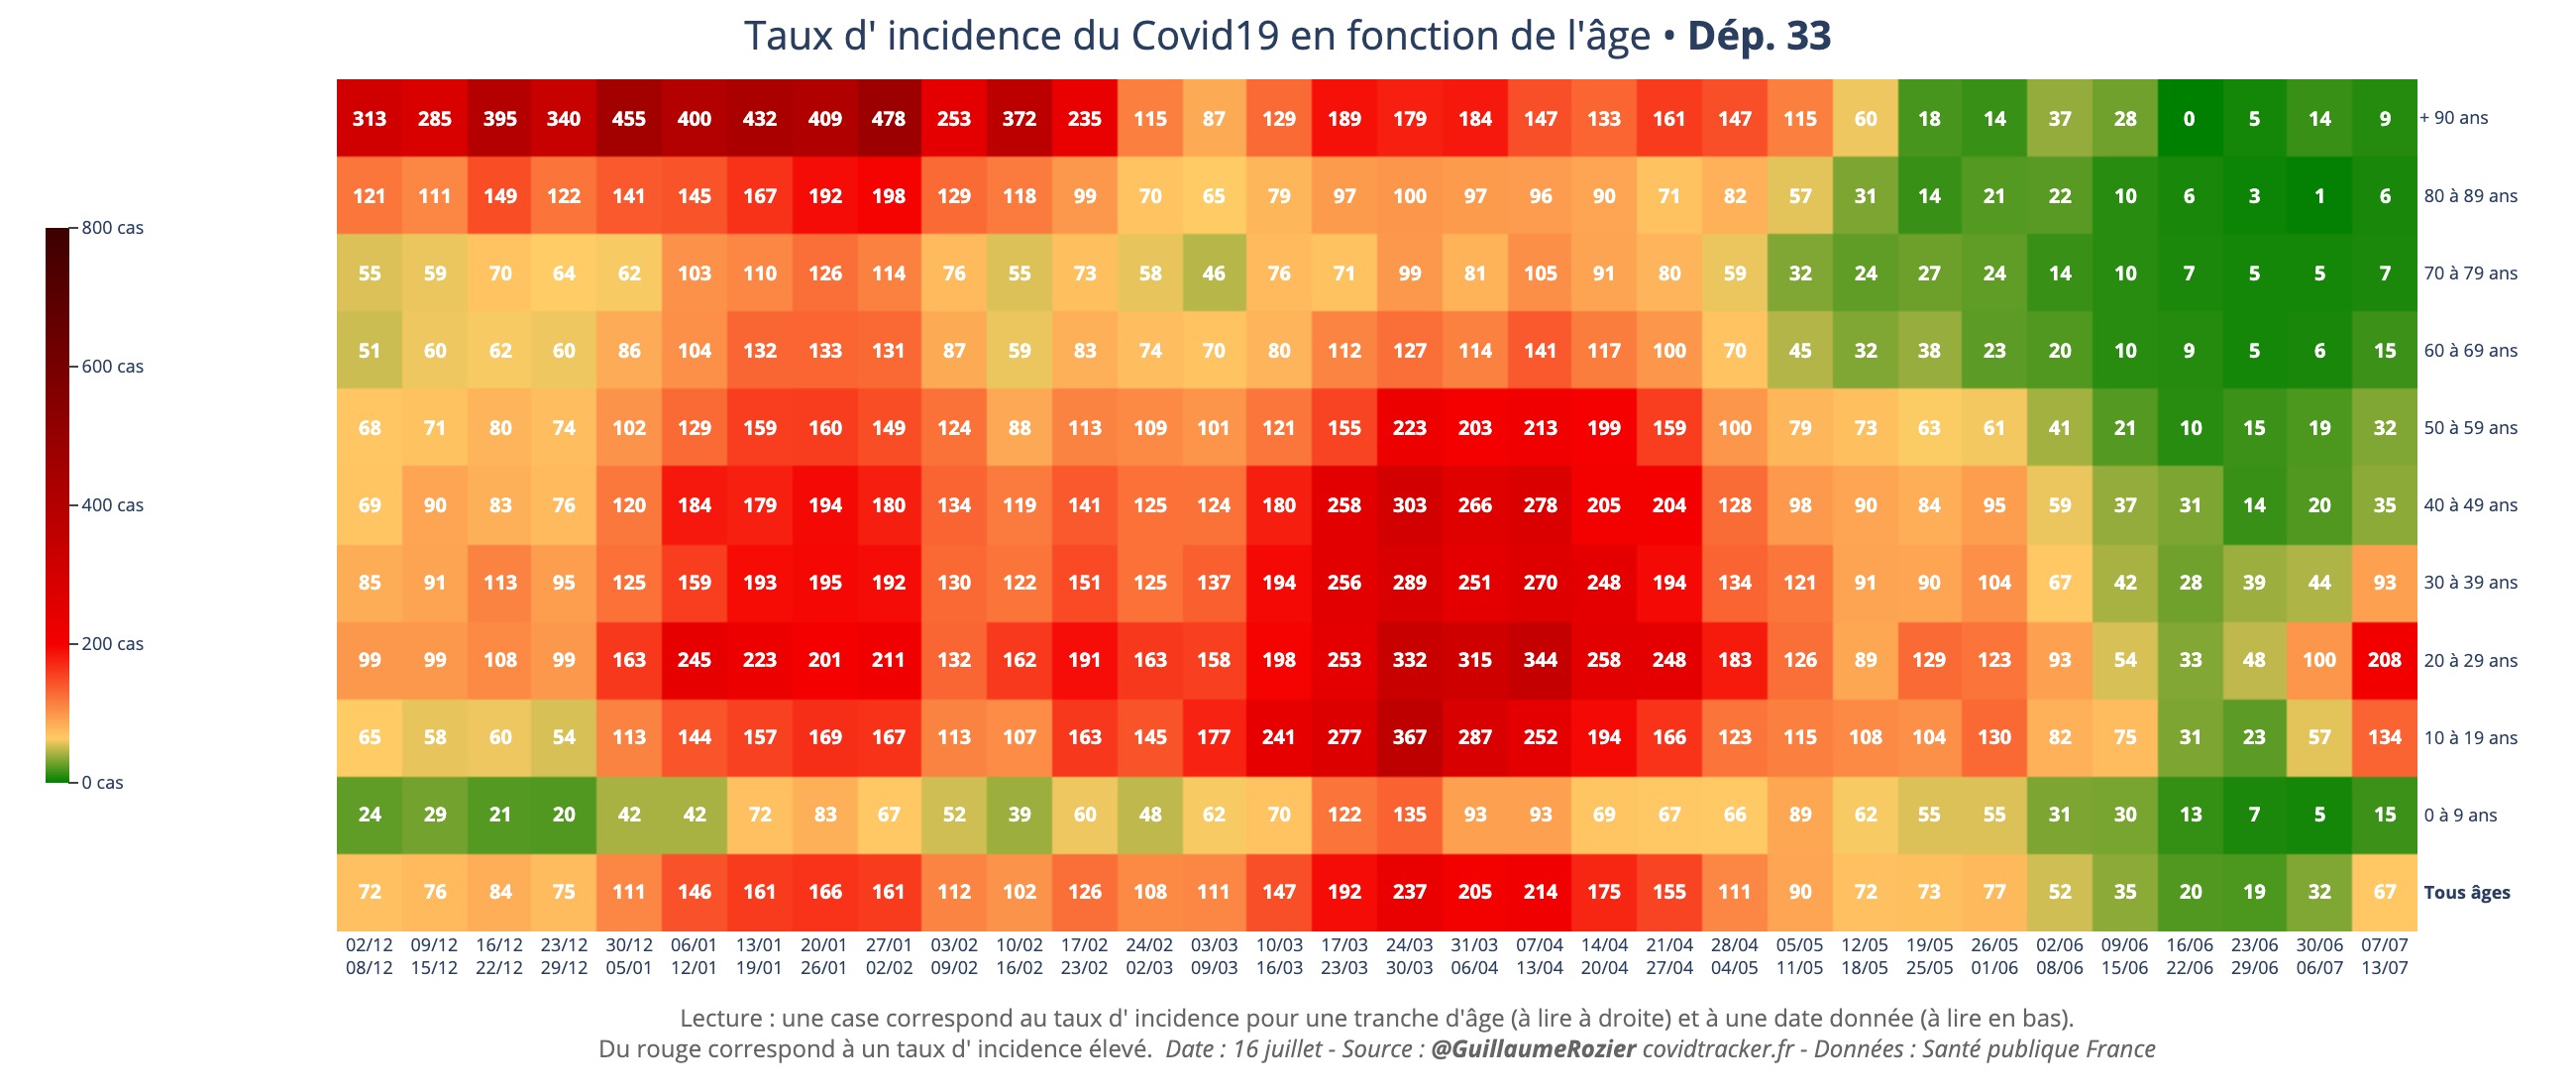 Taux d' incidence du Covid19 en fonction de l'âge • Dép. 33
313 285 395 340 455 400 432 409 478 253 372 235 115 87 129 189 179 184 147 133 161 147 115 60 18 14 37 28 0 5 14 9 + 90 ans
121 111 149 122 141 145 167 192 198 129 118 99 70 65 79 97 100 97 96 90 71 82 57 31 14 21 22 10 6 3 1 6 80 à 89 ans
800 cas
55 59 70 64 62 103 110 126 114 76 55 73 58 46 76 71 99 81 105 91 80 59 32 24 27 24 14 10 7 5 5 7 70 à 79 ans
51 60 62 60 86 104 132 133 131 87 59 83 74 70 80 112 127 114 141 117 100 70 45 32 38 23 20 10 9 5 6 15 60 à 69 ans
600 cas
68 71 80 74 102 129 159 160 149 124 88 113 109 101 121 155 223 203 213 199 159 100 79 73 63 61 41 21 10 15 19 32 50 à 59 ans
400 cas
69 90 83 76 120 184 179 194 180 134 119 141 125 124 180 258 303 266 278 205 204 128 98 90 84 95 59 37 31 14 20 35 40 à 49 ans
85 91 113 95 125 159 193 195 192 130 122 151 125 137 194 256 289 251 270 248 194 134 121 91 90 104 67 42 28 39 44 93 30 à 39 ans
200 cas
99 99 108 99 163 245 223 201 211 132 162 191 163 158 198 253 332 315 344 258 248 183 126 89 129 123 93 54 33 48 100 208 20 à 29 ans
65 58 60 54 113 144 157 169 167 113 107 163 145 177 241 277 367 287 252 194 166 123 115 108 104 130 82 75 31 23 57 134 10 à 19 ans
0 cas
24 29 21 20 42 42 72 83 67 52 39 60 48 62 70 122 135 93 93 69 67 66 89 62 55 55 31 30 13 7 5 15 0 à 9 ans
72 76 84 75 111 146 161 166 161 112 102 126 108 111 147 192 237 205 214 175 155 111 90 72 73 77 52 35 20 19 32 67 Tous âges
02/12 09/12 16/12 23/12 30/12 06/01 13/01 20/01 27/01 03/02 10/02 17/02 24/02 03/03 10/03 17/03 24/03 31/03 07/04 14/04 21/04 28/04 05/05 12/05 19/05 26/05 02/06 09/06 16/06 23/06 30/06 07/07
08/12 15/12 22/12 29/12 05/01 12/01 19/01 26/01 02/02 09/02 16/02 23/02 02/03 09/03 16/03 23/03 30/03 06/04 13/04 20/04 27/04 04/05 11/05 18/05 25/05 01/06 08/06 15/06 22/06 29/06 06/07 13/07
Lecture : une case correspond au taux d' incidence pour une tranche d'âge (à lire à droite) et à une date donnée (à lire en bas).
Du rouge correspond à un taux d' incidence élevé. Date : 16 juillet - Source : @GuillaumeRozier covidtracker.fr - Données : Santé publique France